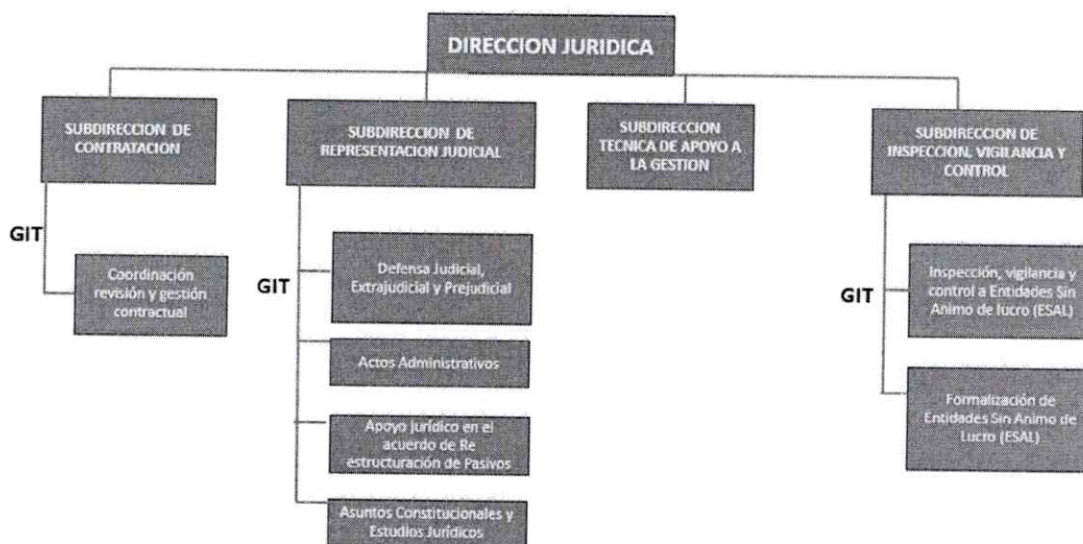 DIRECCION JURIDICA
SUBDIRECCION DE
CONTRATACION
SUBDIRECCION DE
REPRESENTACION JUDICIAL
SUBDIRECCION
TECNICA DE APOYO A
LA GESTION
SUBDIRECCION DE
INSPECCION, VIGILANCIA Y
CONTROL
GIT
Coordinación
revisión y gestión
contractual
GIT
Defensa Judicial,
Extrajudicial y Prejudicial
Actos Administrativos
Apoyo jurídico en el
acuerdo de Re
estructuración de Pasivos
Asuntos Constitucionales y
Estudios Jurídicos
GIT
Inspección, vigilancia y
control a Entidades Sin
Animo de lucro (ESAL)
Formalización de
Entidades Sin Animo de
Lucro (ESAL)